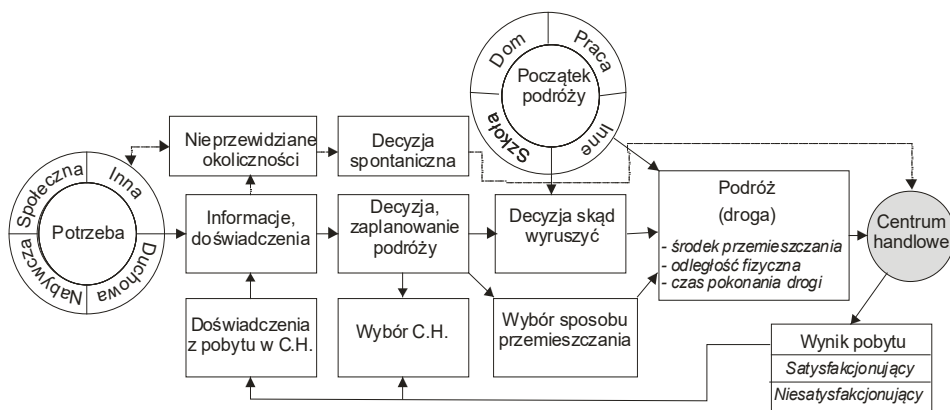 Dom
Praca
Szkoła
Inne
Początek
podróży
Nieprzewidziane
okoliczności
Decyzja
spontaniczna
Społeczna
Inna
Nabywcza
Duchowa
Potrzeba
Informacje,
doświadczenia
Decyzja,
zaplanowanie
podróży
Decyzja skąd
wyruszyć
Podróż
(droga)
- środek przemieszczania
- odległość fizyczna
- czas pokonania drogi
Centrum
handlowe
Doświadczenia
z pobytu w C.H.
Wybór C.H.
Wybór sposobu
przemieszczania
Wynik pobytu
Satysfakcjonujący
Niesatysfakcjonujący